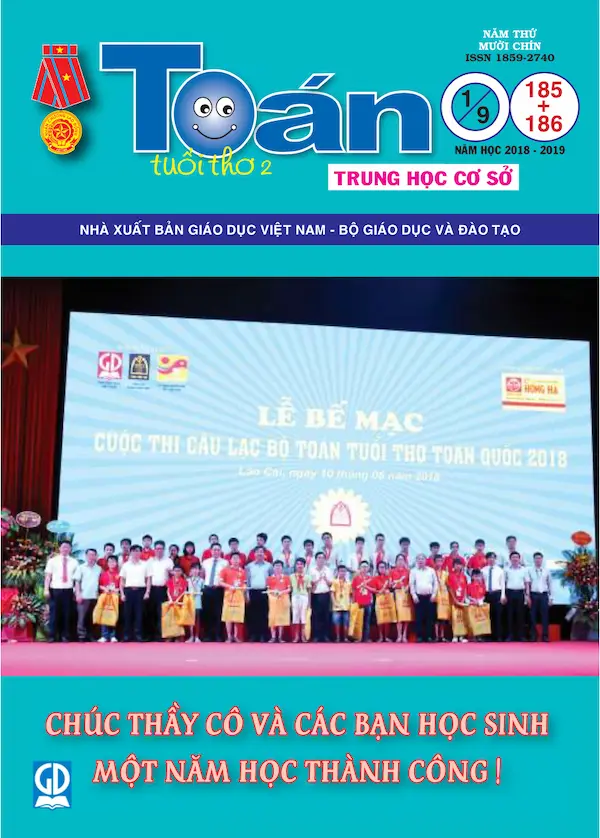 NĂM THỨ
MƯỜI CHÍN
ISSN 1859-2740
Toán
tuổi thơ 2
1/9
185
+
186
NĂM HỌC 2018 - 2019
TRUNG HỌC CƠ SỞ
NHÀ XUẤT BẢN GIÁO DỤC VIỆT NAM - BỘ GIÁO DỤC VÀ ĐÀO TẠO
GD
HỒNG HÀ
LỄ BẾ MẠC
CUỘC THI CÂU LẠC BỘ TOÁN TUỔI THƠ TOÀN QUỐC 2018
Lào Cai, ngày 10 tháng 06 năm 2018
CHÚC THẦY CÔ VÀ CÁC BẠN HỌC SINH
MỘT NĂM HỌC THÀNH CÔNG !
GD